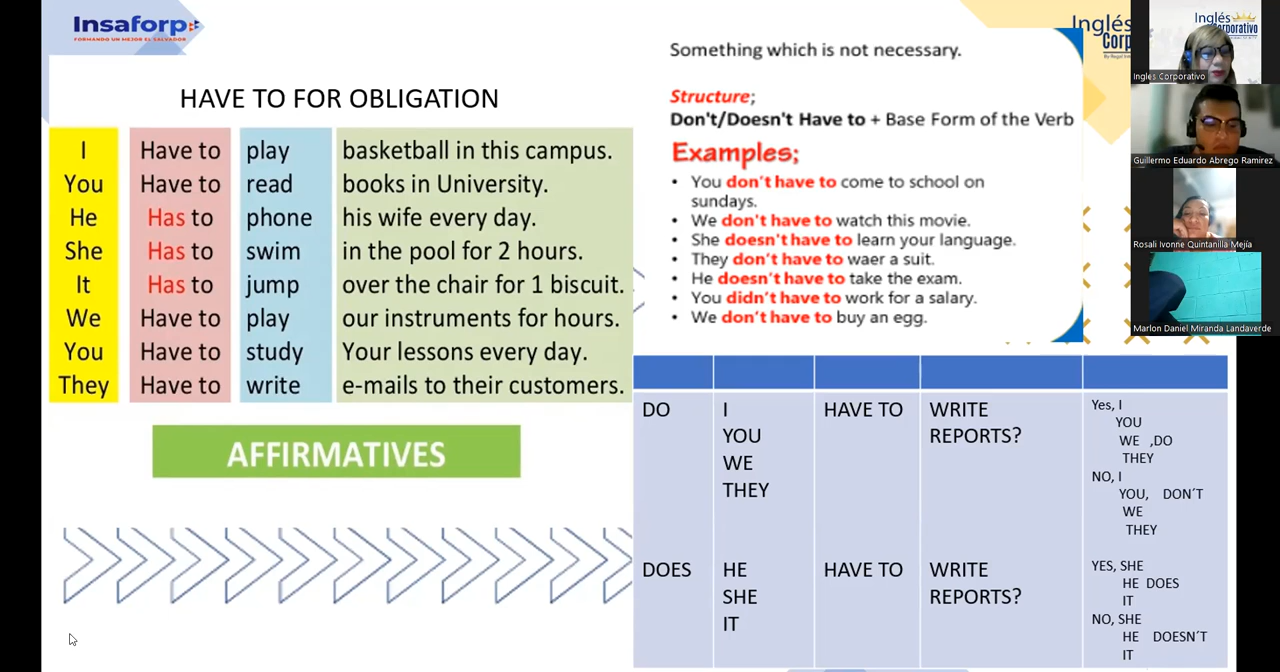 Insaforp
FORMANDO UN MEJOR EL SALVADOR
HAVE TO FOR OBLIGATION
I Have to play basketball in this campus.
You Have to read books in University.
He Has to phone his wife every day.
She Has to swim in the pool for 2 hours.
It Has to jump over the chair for 1 biscuit.
We Have to play our instruments for hours.
You Have to study Your lessons every day.
They Have to write e-mails to their customers.
AFFIRMATIVES
Something which is not necessary.
Structure;
Don't/Doesn't Have to + Base Form of the Verb
Examples;
• You don't have to come to school on
sundays.
• We don't have to watch this movie.
• She doesn't have to learn your language.
• They don't have to waer a suit.
• He doesn't have to take the exam.
• You didn't have to work for a salary.
• We don't have to buy an egg.
DO
I
YOU
WE
THEY
HAVE TO
WRITE
REPORTS?
Yes, I
YOU
WE ,DO
THEY
NO, I
YOU, DON´T
WE
THEY
DOES
HE
SHE
IT
HAVE TO
WRITE
REPORTS?
YES, SHE
HE DOES
IT
NO, SHE
HE DOESN´T
IT
Inglés
Corp
Inglés
Corporativo
Ingles Corporativo
Guillermo Eduardo Abrego Ramirez
Rosali Ivonne Quintanilla Mejía
Marlon Daniel Miranda Landaverde